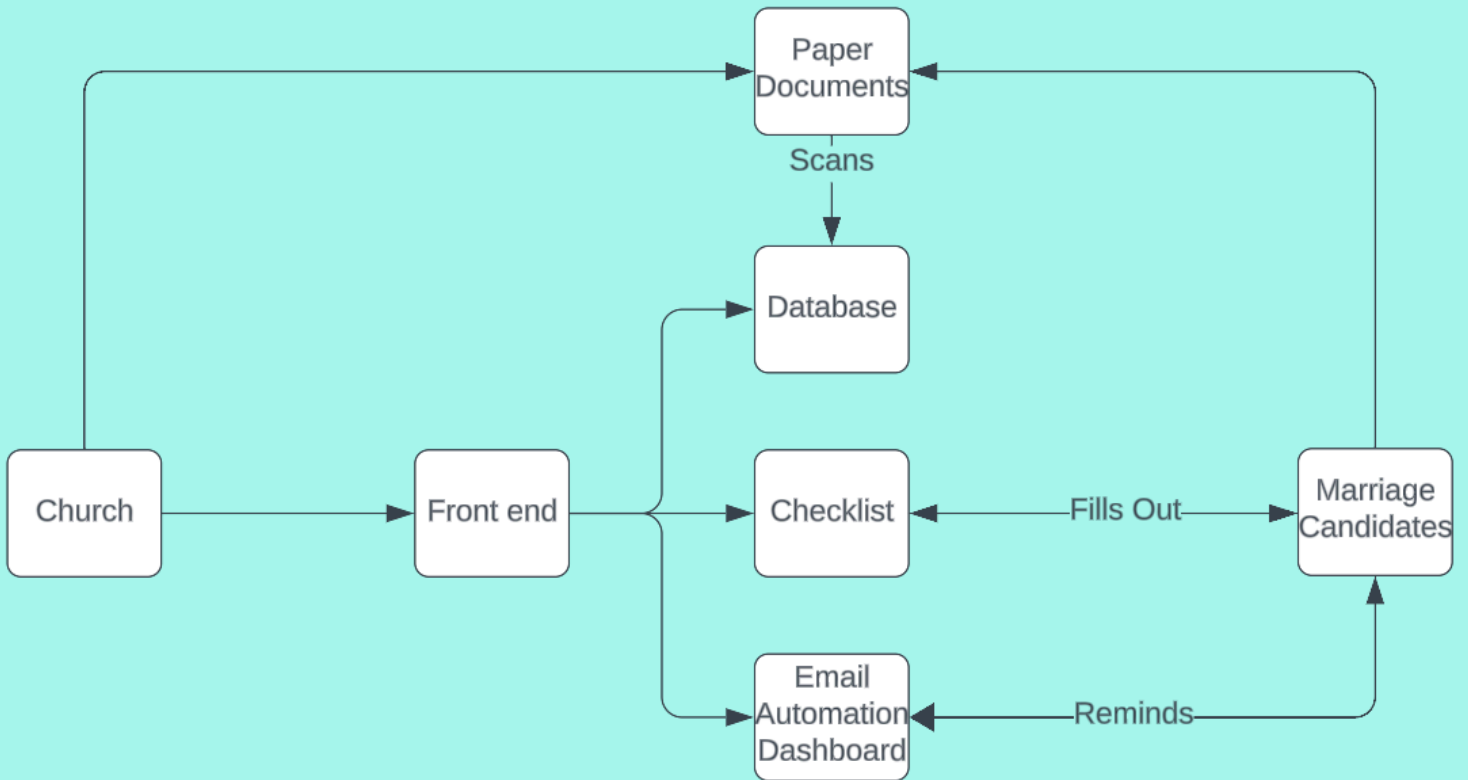 Paper
Documents
Scans
Database
Church
Front end
Checklist
Fills Out
Marriage
Candidates
Email
Automation
Dashboard
Reminds